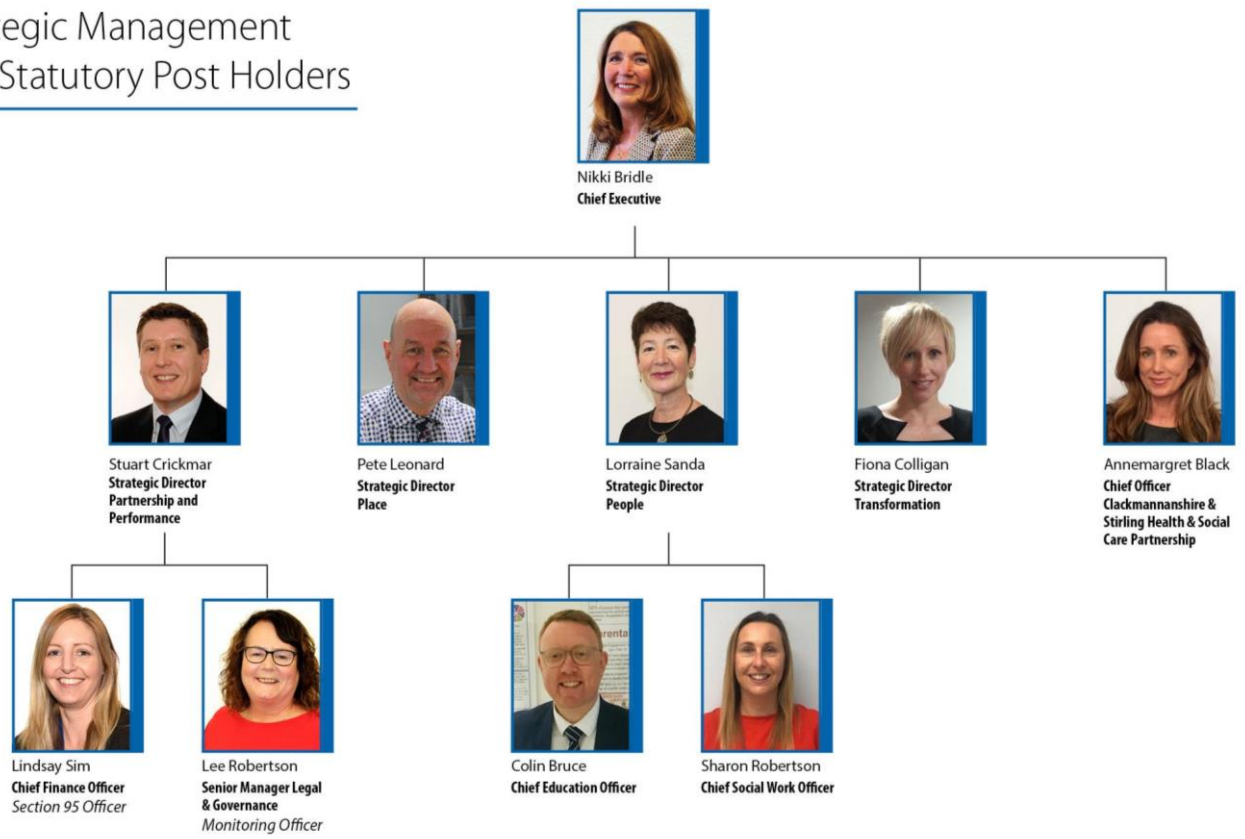 tegic Management
Statutory Post Holders
Nikki Bridle
Chief Executive
Stuart Crickmar
Strategic Director
Partnership and
Performance
Pete Leonard
Strategic Director
Place
Lorraine Sanda
Strategic Director
People
Fiona Colligan
Strategic Director
Transformation
Annemargret Black
Chief Officer
Clackmannanshire &
Stirling Health & Social
Care Partnership
Lindsay Sim
Chief Finance Officer
Section 95 Officer
Lee Robertson
Senior Manager Legal
& Governance
Monitoring Officer
Colin Bruce
Chief Education Officer
Sharon Robertson
Chief Social Work Officer